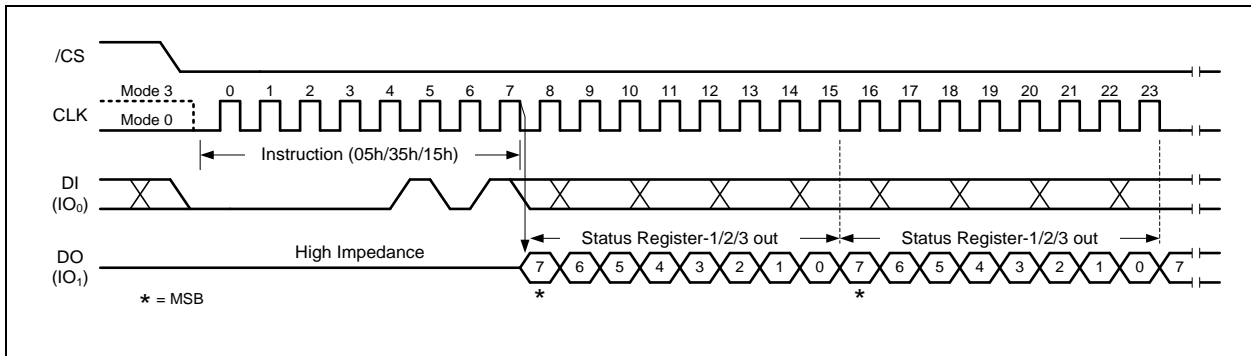 /CS
Mode 3
0 1 2 3 4 5 6 7 8 9 10 11 12 13 14 15 16 17 18 19 20 21 22 23
CLK
Mode 0
Instruction (05h/35h/15h)
DI
(IO₀)
Status Register-1/2/3 out Status Register-1/2/3 out
High Impedance
DO
(IO₁)
7 6 5 4 3 2 1 0 7 6 5 4 3 2 1 0 7
* *
* = MSB